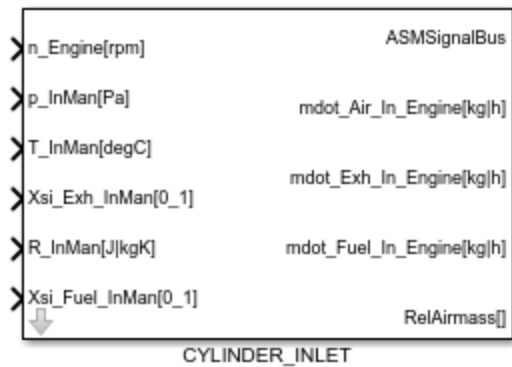 n_Engine[rpm]
p_InMan[Pa]
T_InMan[degC]
Xsi_Exh_InMan[0_1]
R_InMan[J|kgK]
Xsi_Fuel_InMan[0_1]
ASMSignalBus
mdot_Air_In_Engine[kg|h]
mdot_Exh_In_Engine[kg|h]
mdot_Fuel_In_Engine[kg|h]
RelAirmass[]
CYLINDER_INLET